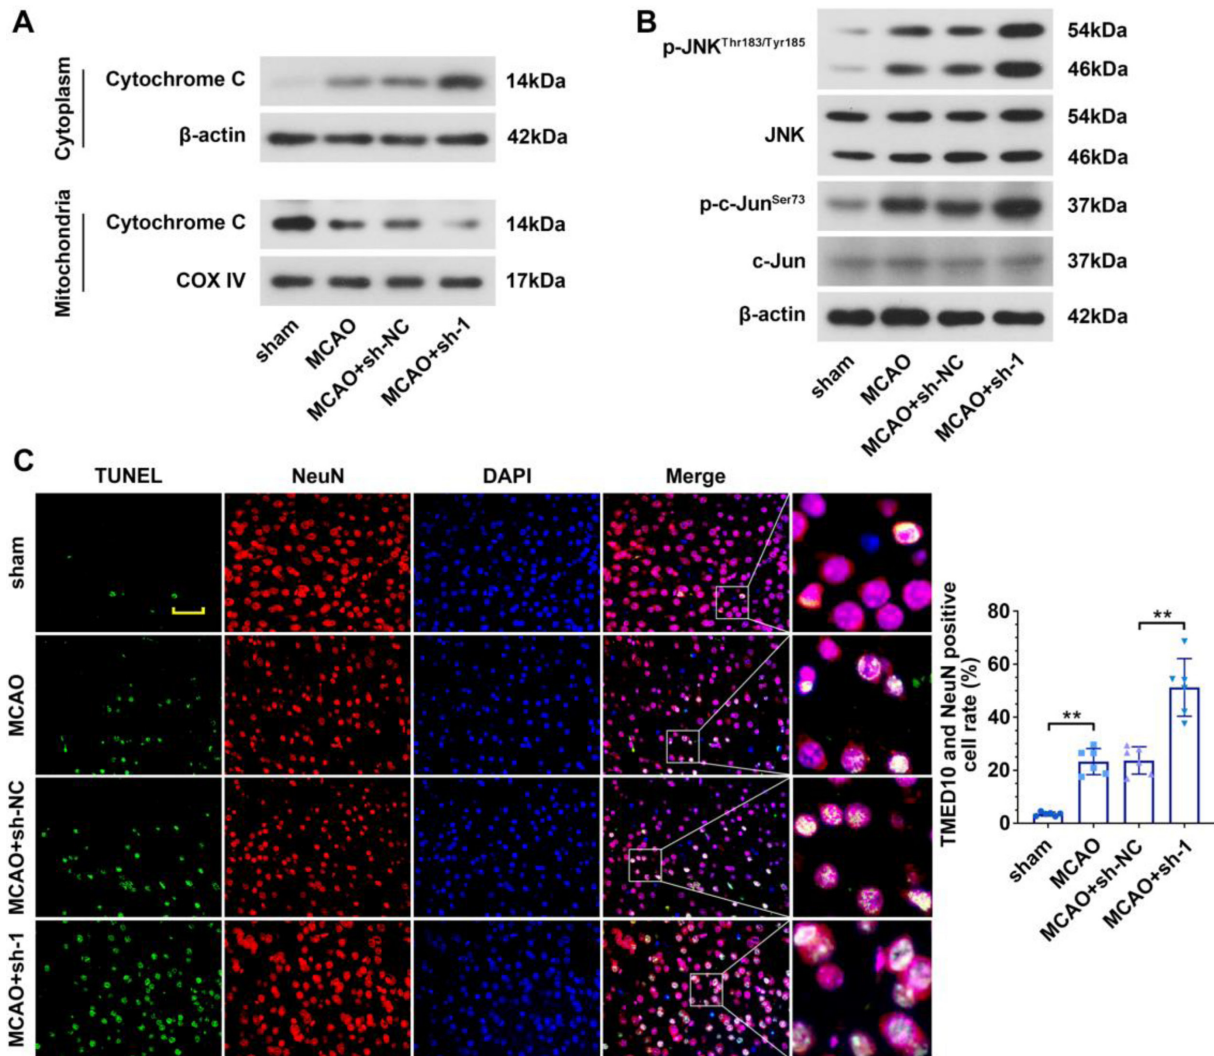 A
Cytoplasm
Cytochrome C
14kDa
β-actin
42kDa
Mitochondria
Cytochrome C
14kDa
COX IV
17kDa
sham
MCAO
MCAO+sh-NC
MCAO+sh-1
B
p-JNKThr183/Tyr185
54kDa
46kDa
JNK
54kDa
46kDa
p-c-JunSer73
37kDa
c-Jun
37kDa
β-actin
42kDa
sham
MCAO
MCAO+sh-NC
MCAO+sh-1
C
TUNEL
NeuN
DAPI
Merge
sham
MCAO
MCAO+sh-NC
MCAO+sh-1
TMED10 and NeuN positive
cell rate (%)
80
60
40
20
0
**
**
sham
MCAO
MCAO+sh-NC
MCAO+sh-1